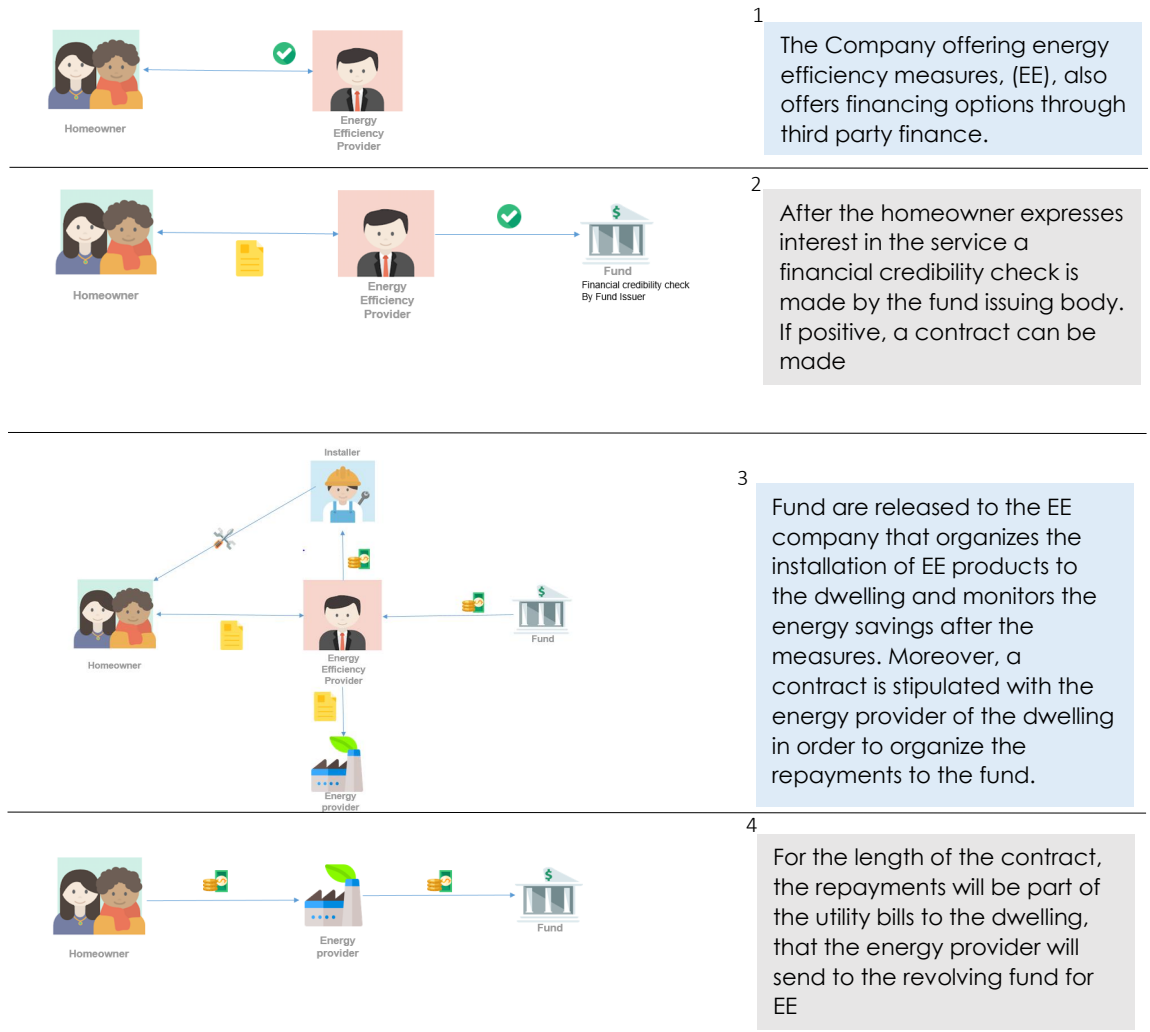 1
The Company offering energy
efficiency measures, (EE), also
offers financing options through
third party finance.
Homeowner
Energy
Efficiency
Provider
2
After the homeowner expresses
interest in the service a
financial credibility check is
made by the fund issuing body.
If positive, a contract can be
made
Homeowner
Energy
Efficiency
Provider
Fund
Financial credibility check
By Fund Issuer
Installer
3
Fund are released to the EE
company that organizes the
installation of EE products to
the dwelling and monitors the
energy savings after the
measures. Moreover, a
contract is stipulated with the
energy provider of the dwelling
in order to organize the
repayments to the fund.
Homeowner
Energy
Efficiency
Provider
Fund
Energy
provider
4
For the length of the contract,
the repayments will be part of
the utility bills to the dwelling,
that the energy provider will
send to the revolving fund for
EE
Homeowner
Energy
provider
Fund